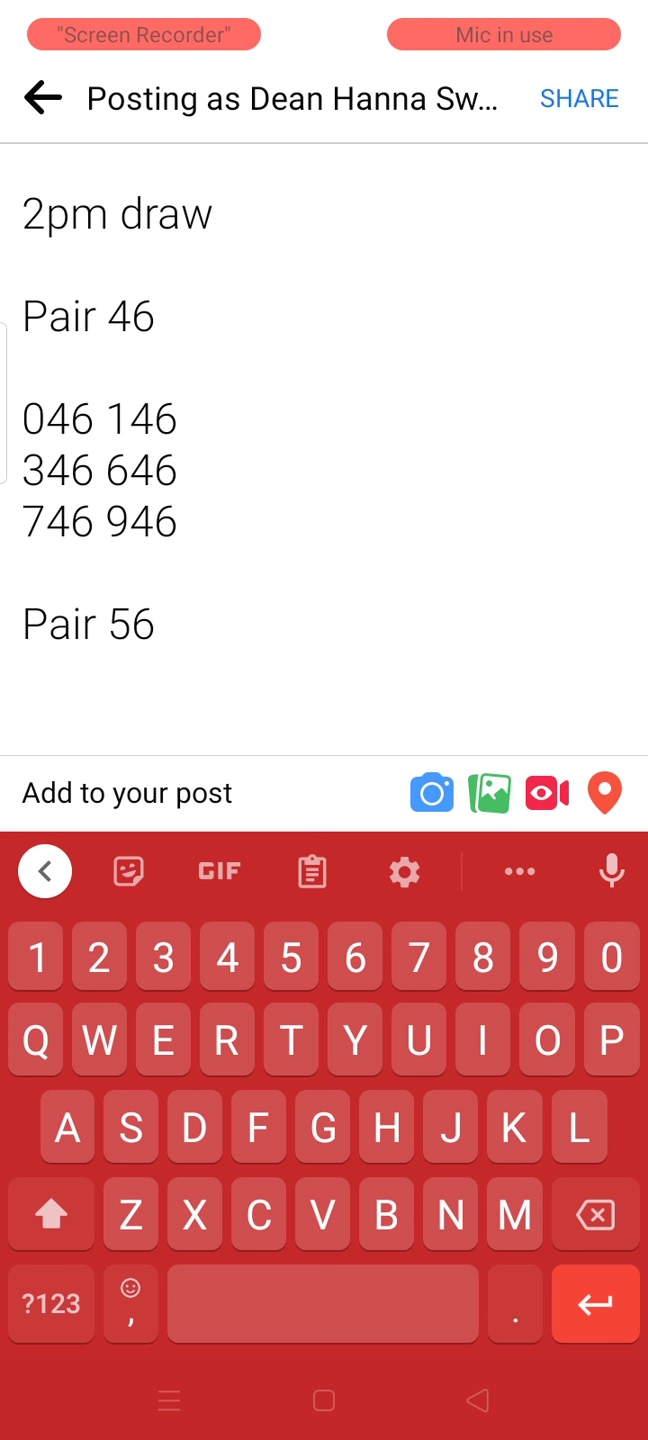 "Screen Recorder"
Mic in use
Posting as Dean Hanna Sw...
SHARE
2pm draw
Pair 46
046 146
346 646
746 946
Pair 56
Add to your post
GIF
1 2 3 4 5 6 7 8 9 0
Q W E R T Y U I O P
A S D F G H J K L
Z X C V B N M
?123 , .